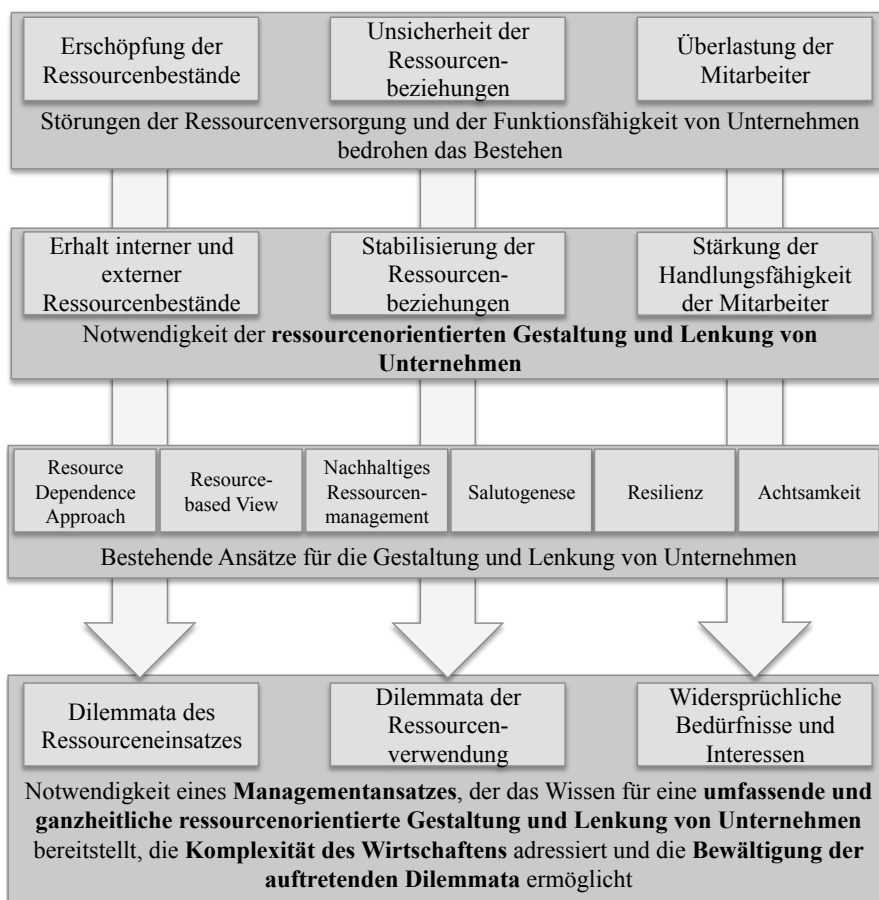 Erschöpfung der
Ressourcenbestände
Unsicherheit der
Ressourcen-
beziehungen
Überlastung der
Mitarbeiter
Störungen der Ressourcenversorgung und der Funktionsfähigkeit von Unternehmen
bedrohen das Bestehen
Erhalt interner und
externer
Ressourcenbestände
Stabilisierung der
Ressourcen-
beziehungen
Stärkung der
Handlungsfähigkeit
der Mitarbeiter
Notwendigkeit der ressourcenorientierten Gestaltung und Lenkung von
Unternehmen
Resource
Dependence
Approach
Resource-
based View
Nachhaltiges
Ressourcen-
management
Salutogenese
Resilienz
Achtsamkeit
Bestehende Ansätze für die Gestaltung und Lenkung von Unternehmen
Dilemmata des
Ressourceneinsatzes
Dilemmata der
Ressourcen-
verwendung
Widersprüchliche
Bedürfnisse und
Interessen
Notwendigkeit eines Managementansatzes, der das Wissen für eine umfassende und
ganzheitliche ressourcenorientierte Gestaltung und Lenkung von Unternehmen
bereitstellt, die Komplexität des Wirtschaftens adressiert und die Bewältigung der
auftretenden Dilemmata ermöglicht